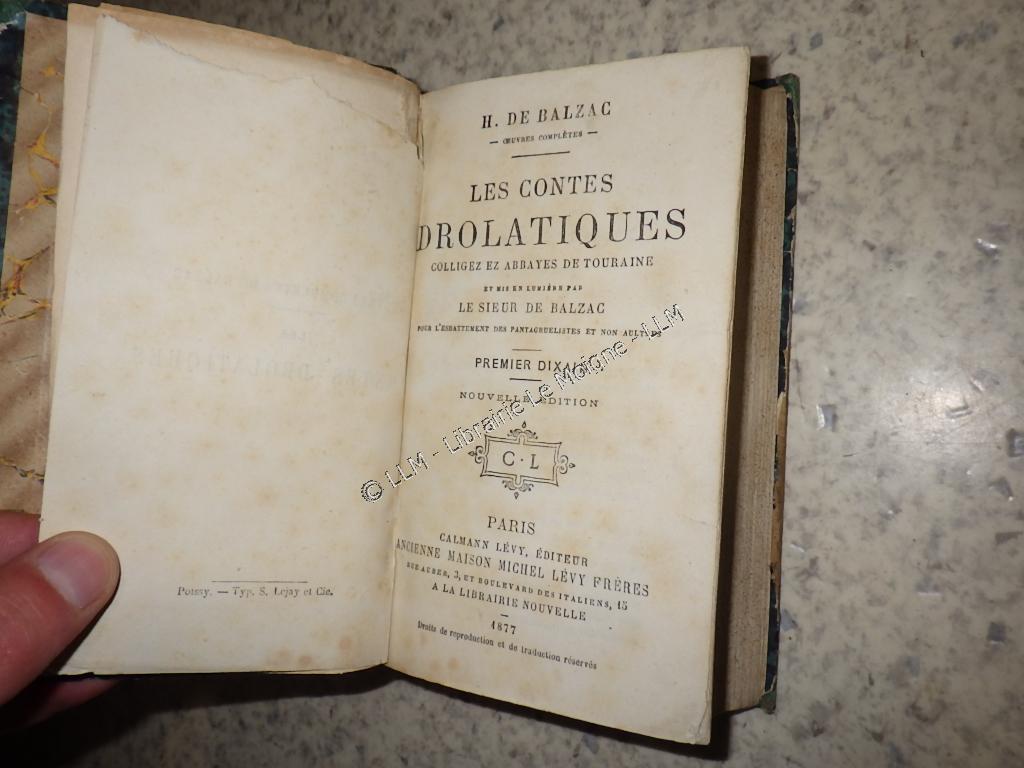 Poissy. — Typ. S. Lejay et Cie.
H. DE BALZAC
— ŒUVRES COMPLÈTES —
LES CONTES
DROLATIQUES
COLLIGEZ EZ ABBAYES DE TOURAINE
ET MIS EN LUMIÈRE PAR
LE SIEUR DE BALZAC
POUR L'ESBATTEMENT DES PANTAGRUELISTES ET NON AULTRES
PREMIER DIXAIN
NOUVELLE ÉDITION
C · L
PARIS
CALMANN LÉVY, ÉDITEUR
ANCIENNE MAISON MICHEL LÉVY FRÈRES
RUE AUBER, 3, ET BOULEVARD DES ITALIENS, 15
A LA LIBRAIRIE NOUVELLE
1877
Droits de reproduction et de traduction réservés
© LLM - Librairie Le Moigne - LLM